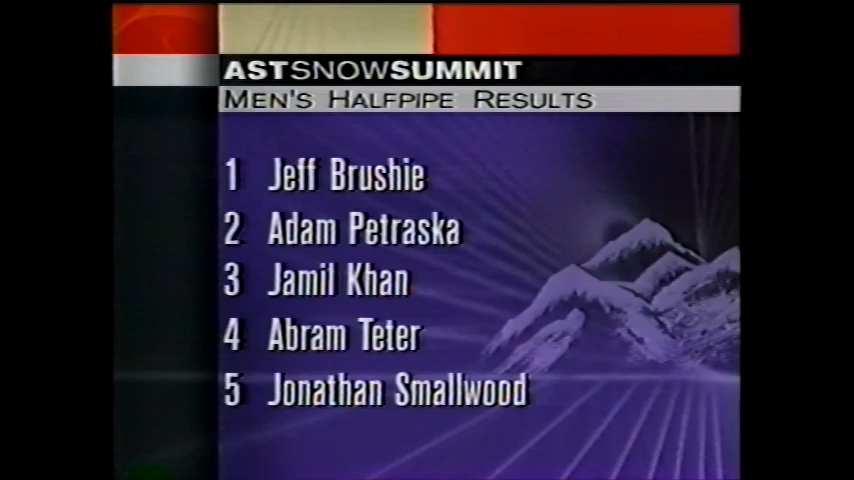 ASTSNOWSUMMIT
MEN'S HALFPIPE RESULTS
1 Jeff Brushie
2 Adam Petraska
3 Jamil Khan
4 Abram Teter
5 Jonathan Smallwood